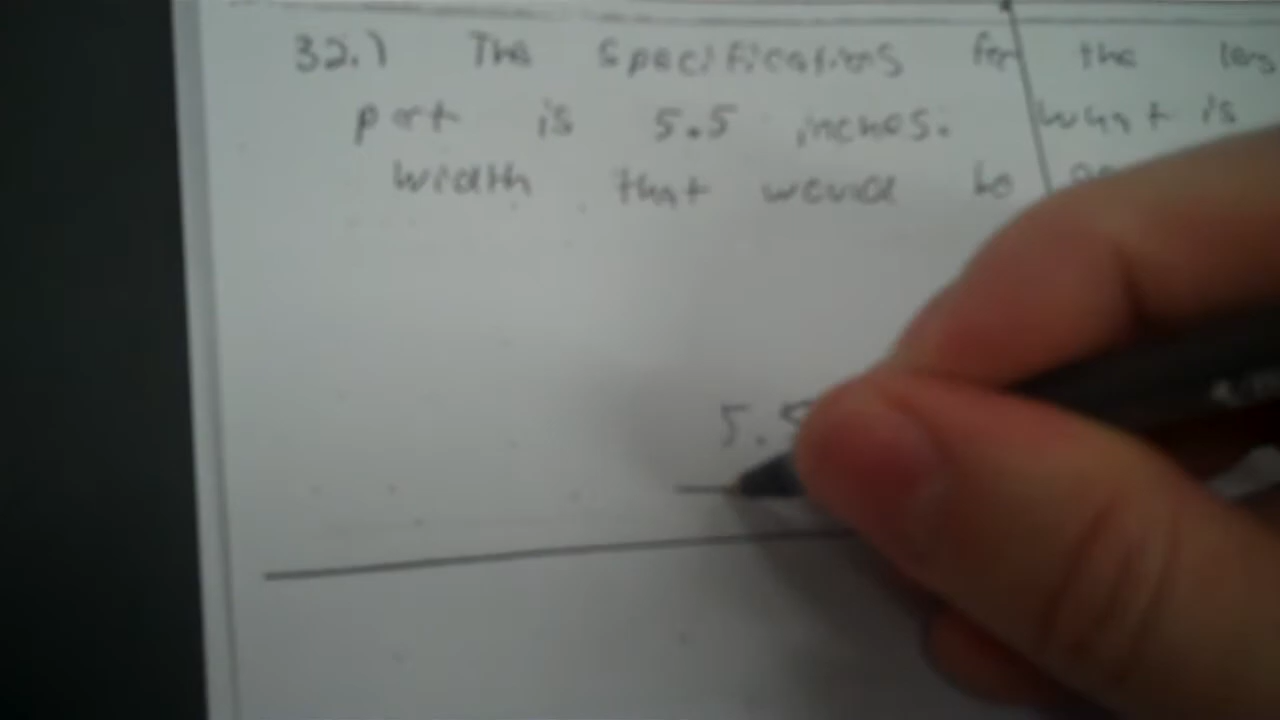 32.) The Specifications for the
part is 5.5 inches. What is
width that would be
5.5